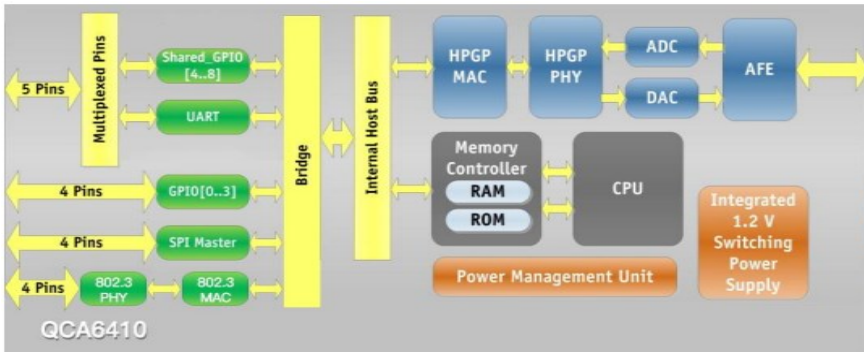 5 Pins
Multiplexed Pins
Shared_GPIO
[4..8]
UART
4 Pins
GPIO[0..3]
4 Pins
SPI Master
4 Pins
802.3
PHY
802.3
MAC
QCA6410
Bridge
Internal Host Bus
HPGP
MAC
HPGP
PHY
ADC
DAC
AFE
Memory
Controller
RAM
ROM
CPU
Power Management Unit
Integrated
1.2 V
Switching
Power
Supply